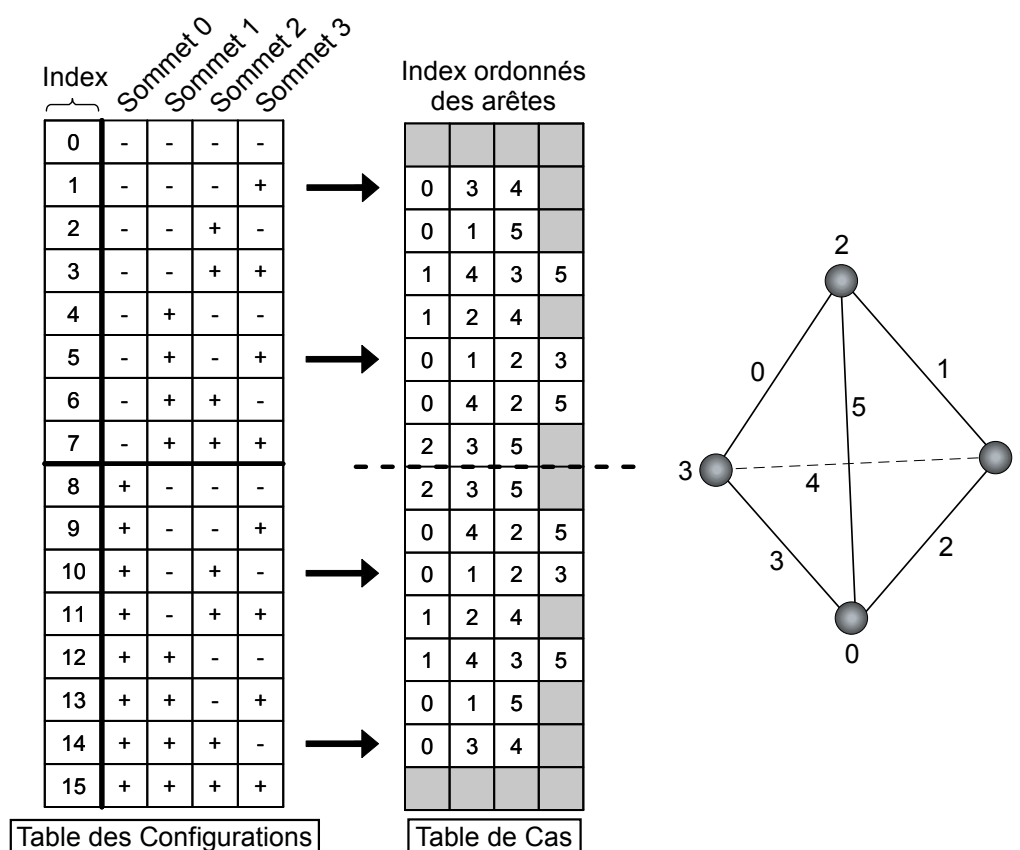 Index Sommet 0 Sommet 1 Sommet 2 Sommet 3
0 - - - -
1 - - - +
2 - - + -
3 - - + +
4 - + - -
5 - + - +
6 - + + -
7 - + + +
8 + - - -
9 + - - +
10 + - + -
11 + - + +
12 + + - -
13 + + - +
14 + + + -
15 + + + +
Table des Configurations
Index ordonnés
des arêtes
0 3 4
0 1 5
1 4 3 5
1 2 4
0 1 2 3
0 4 2 5
2 3 5
2 3 5
0 4 2 5
0 1 2 3
1 2 4
1 4 3 5
0 1 5
0 3 4
Table de Cas
2
0
1
5
3
4
3
2
0